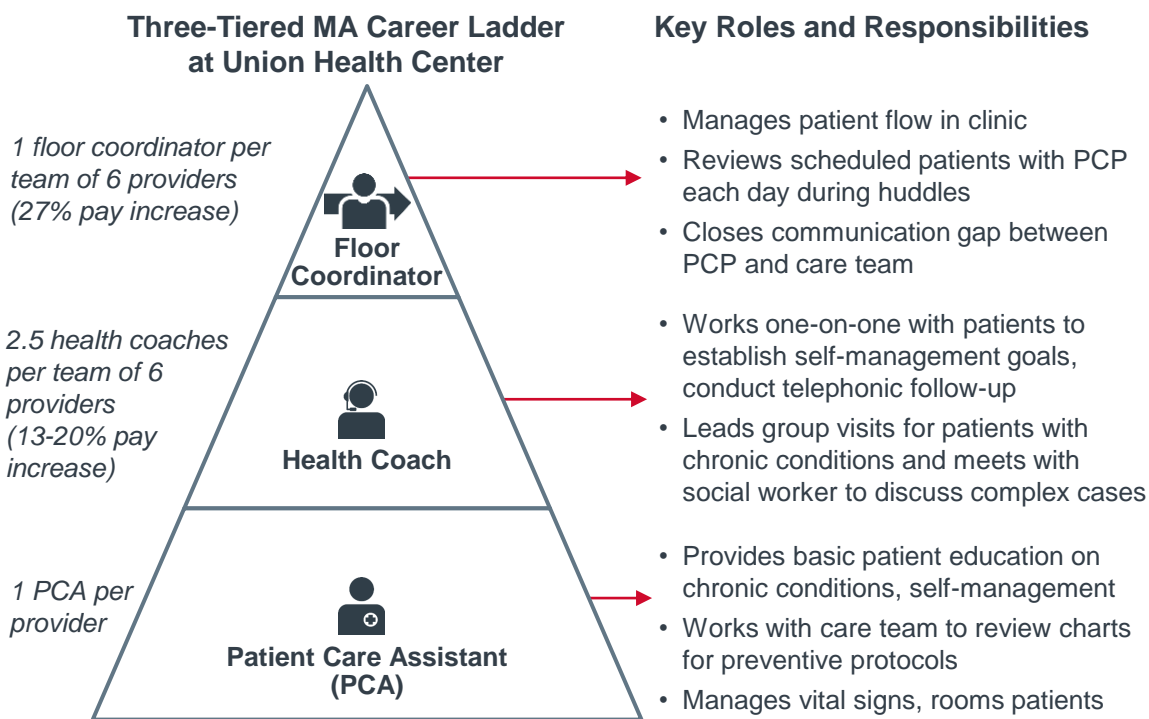 Three-Tiered MA Career Ladder
at Union Health Center
Key Roles and Responsibilities
1 floor coordinator per
team of 6 providers
(27% pay increase)
Floor
Coordinator
• Manages patient flow in clinic
• Reviews scheduled patients with PCP
each day during huddles
• Closes communication gap between
PCP and care team
2.5 health coaches
per team of 6
providers
(13-20% pay
increase)
Health Coach
• Works one-on-one with patients to
establish self-management goals,
conduct telephonic follow-up
• Leads group visits for patients with
chronic conditions and meets with
social worker to discuss complex cases
1 PCA per
provider
Patient Care Assistant
(PCA)
• Provides basic patient education on
chronic conditions, self-management
• Works with care team to review charts
for preventive protocols
• Manages vital signs, rooms patients